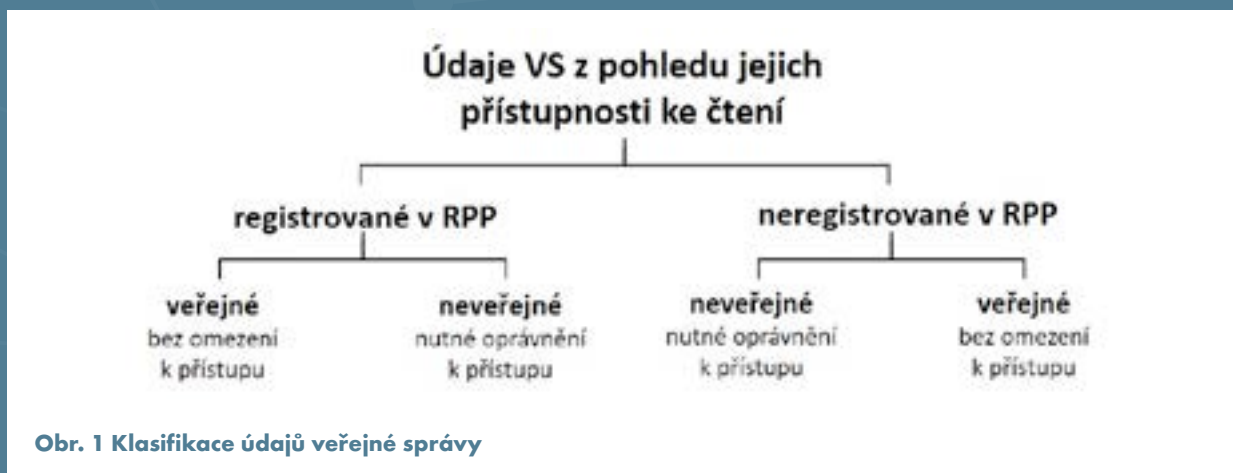 Údaje VS z pohledu jejich
přístupnosti ke čtení
registrované v RPP
neregistrované v RPP
veřejné
bez omezení
k přístupu
neveřejné
nutné oprávnění
k přístupu
neveřejné
nutné oprávnění
k přístupu
veřejné
bez omezení
k přístupu
Obr. 1 Klasifikace údajů veřejné správy